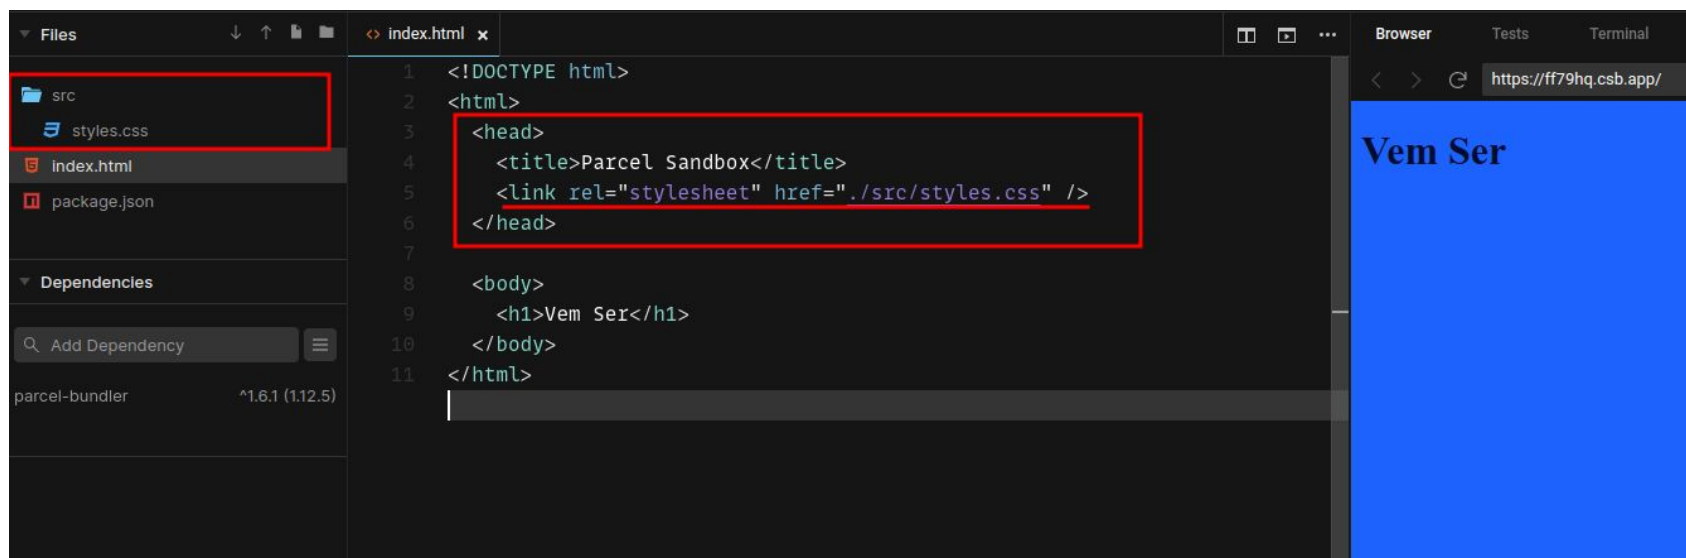 Files
src
styles.css
index.html
package.json
Dependencies
Add Dependency
parcel-bundler ^1.6.1 (1.12.5)
<> index.html x
1 <!DOCTYPE html>
2 <html>
3 <head>
4 <title>Parcel Sandbox</title>
5 <link rel="stylesheet" href="./src/styles.css" />
6 </head>
7
8 <body>
9 <h1>Vem Ser</h1>
10 </body>
11 </html>
Browser Tests Terminal
https://ff79hq.csb.app/
Vem Ser